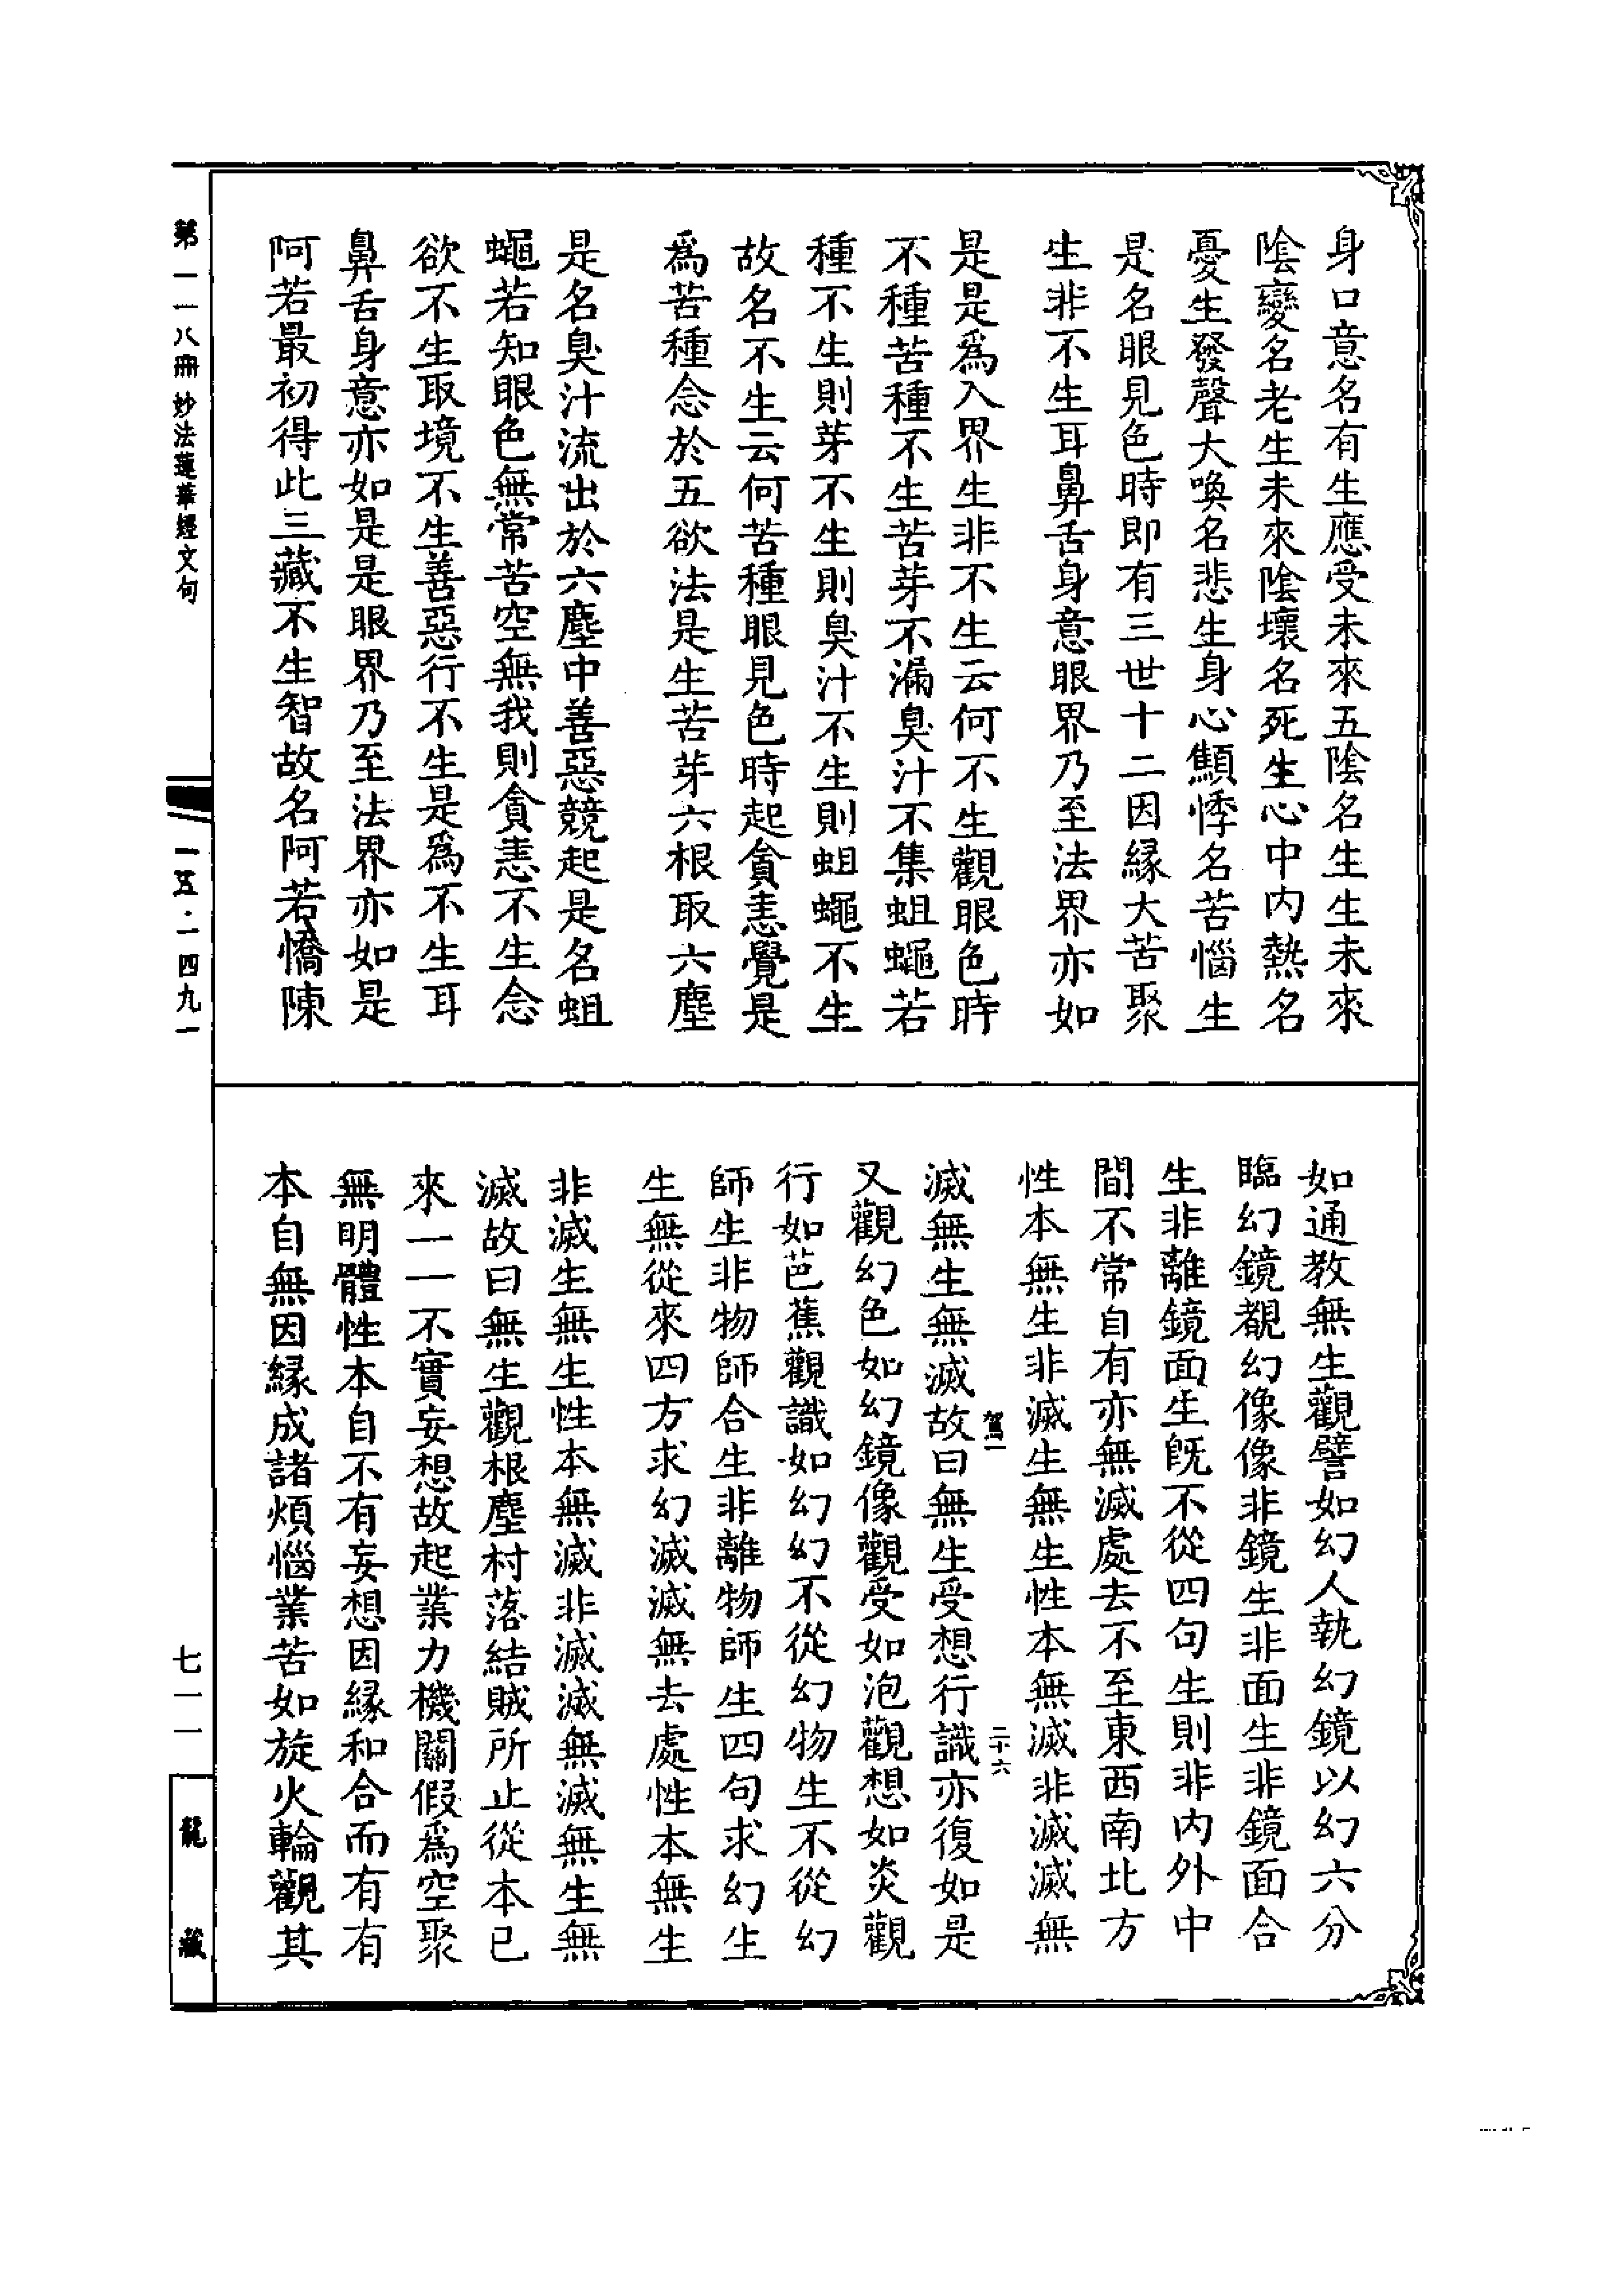 身口意名有生應受未來五陰名生生未來
陰變名老生未來陰壞名死生心中内熱名
憂生發聲大喚名悲生身心顦悸名苦惱生
是名眼見色時即有三世十二因縁大苦聚
生非不生耳鼻舌身意眼界乃至法界亦如
是是爲入界生非不生云何不生觀眼色時
不種苦種不生苦芽不漏臭汁不集蛆蠅若
種不生則芽不生則臭汁不生則蛆蠅不生
故名不生云何苦種眼見色時起貪恚覺是
爲苦種念於五欲法是生苦芽六根取六塵
是名臭汁流出於六塵中善惡競起是名蛆
蠅若知眼色無常苦空無我則貪恚不生念
欲不生取境不生善惡行不生是爲不生耳
鼻舌身意亦如是是眼界乃至法界亦如是
阿若最初得此三藏不生智故名阿若憍陳
如通教無生觀譬如幻人執幻鏡以幻六分
臨幻鏡覩幻像像非鏡生非面生非鏡面合
生非離鏡面生旣不從四句生則非内外中
間不常自有亦無滅處去不至東西南北方
性本無生非滅生無生性本無滅非滅滅無
滅無生無滅故曰無生受想行識亦復如是
駕二
二十六
又觀幻色如幻鏡像觀受如泡觀想如炎觀
行如芭蕉觀識如幻幻不從幻物生不從幻
師生非物師合生非離物師生四句求幻生
生無從來四方求幻滅滅無去處性本無生
非滅生無生性本無滅非滅滅無滅無生無
滅故曰無生觀根塵村落結賊所止從本已
來一一不實妄想故起業力機關假爲空聚
無明體性本自不有妄想因縁和合而有有
本自無因縁成諸煩惱業苦如旋火輪觀其
第一一八冊 妙法蓮華經文句
一五·一四九一
七一一
龍藏